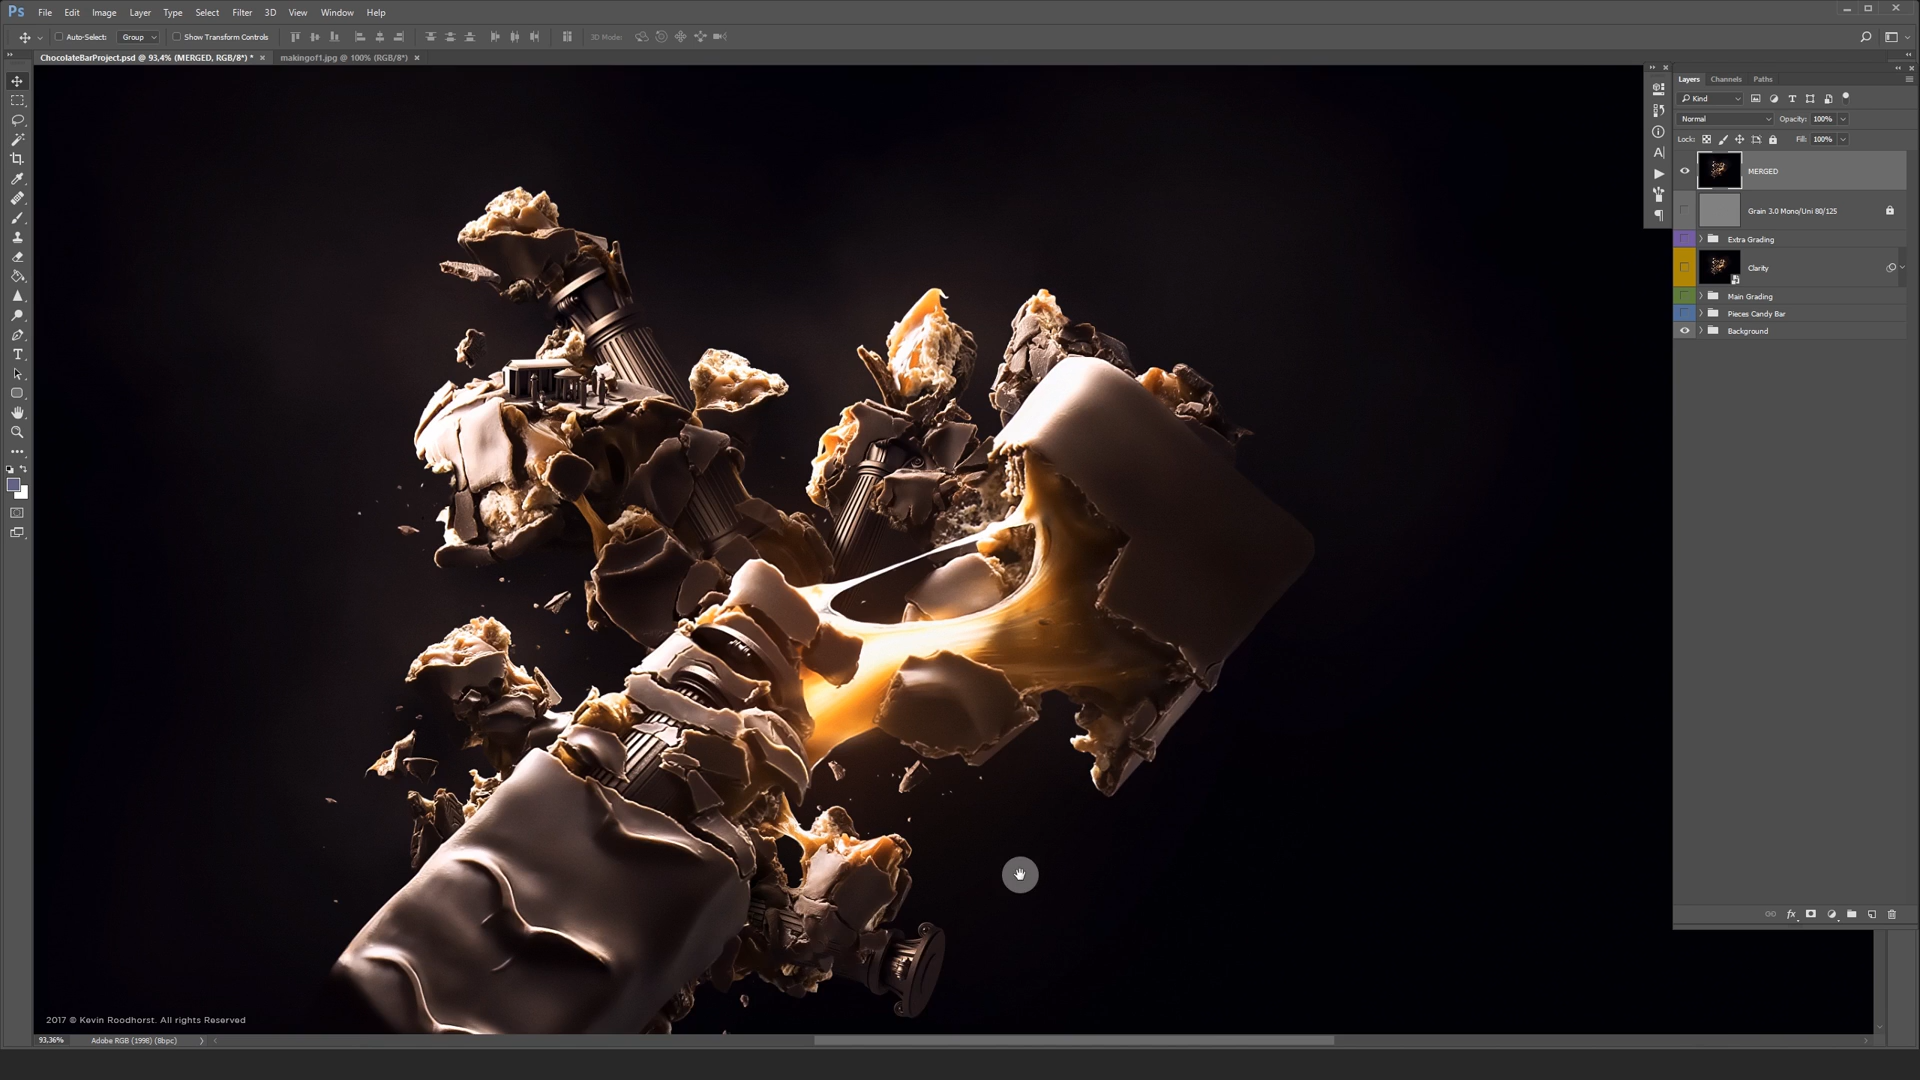 Ps File Edit Image Layer Type Select Filter 3D View Window Help
Auto-Select: Group Show Transform Controls 3D Mode:
ChocolateBarProject.psd @ 93,4% (MERGED, RGB/8*) * × makingof1.jpg @ 100% (RGB/8*) ×
Layers Channels Paths
Kind
Normal Opacity: 100%
Lock: Fill: 100%
MERGED
Grain 3.0 Mono/Uni 80/125
Extra Grading
Clarity
Main Grading
Pieces Candy Bar
Background
fx
2017 © Kevin Roodhorst. All rights Reserved
93,36% Adobe RGB (1998) (8bpc)